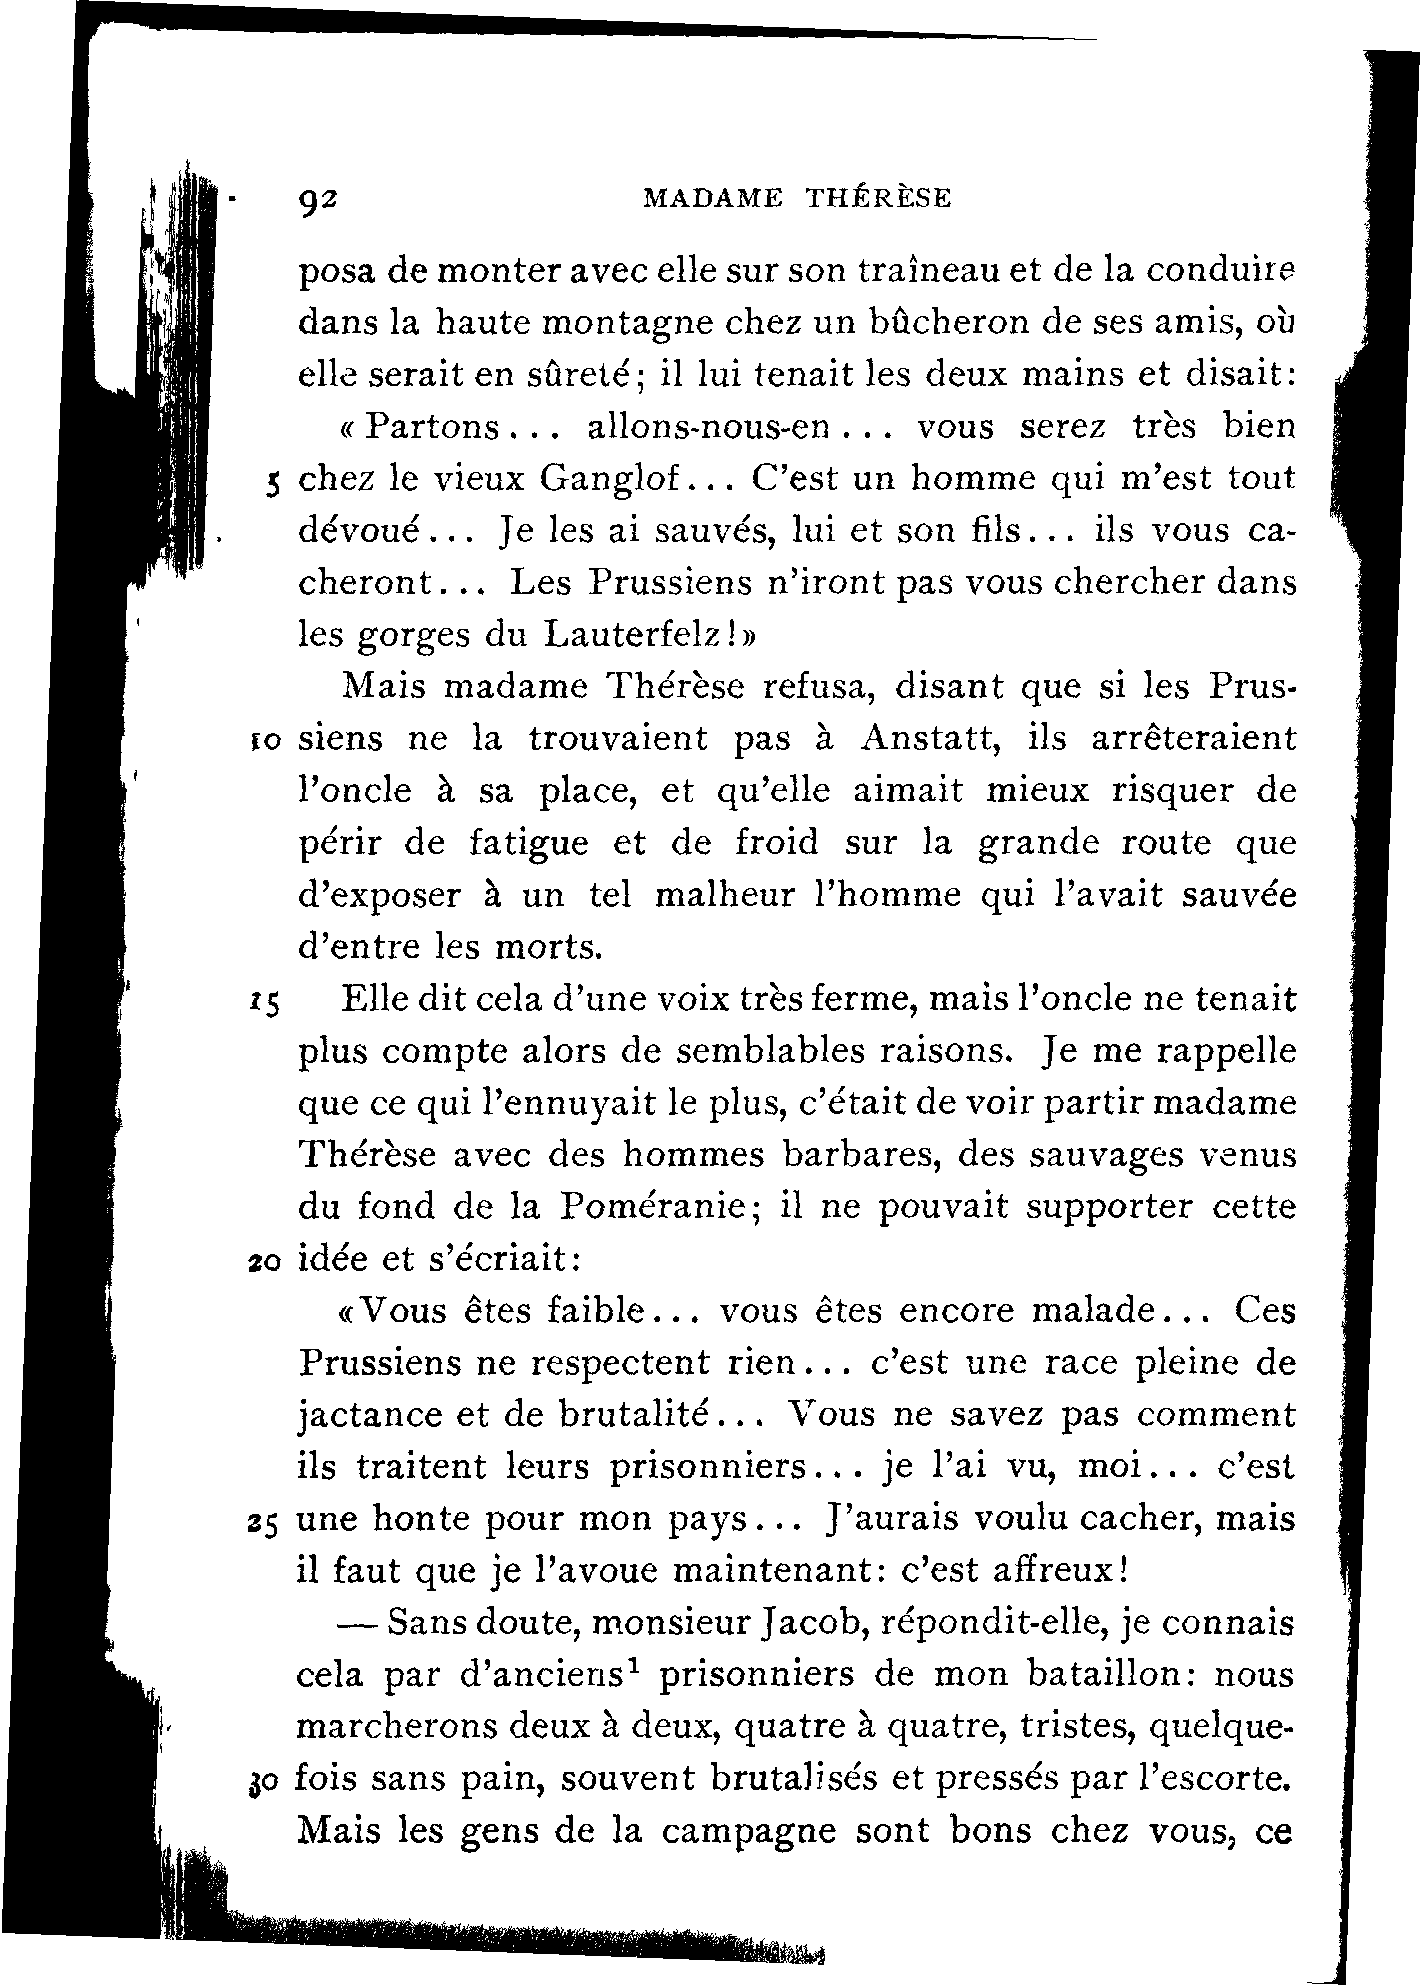 92 MADAME THÉRÈSE
posa de monter avec elle sur son traîneau et de la conduire
dans la haute montagne chez un bûcheron de ses amis, où
elle serait en sûreté; il lui tenait les deux mains et disait:
« Partons... allons-nous-en... vous serez très bien
5 chez le vieux Ganglof... C'est un homme qui m'est tout
dévoué... Je les ai sauvés, lui et son fils... ils vous ca-
cheront... Les Prussiens n'iront pas vous chercher dans
les gorges du Lauterfelz!»
Mais madame Thérèse refusa, disant que si les Prus-
10 siens ne la trouvaient pas à Anstatt, ils arrêteraient
l'oncle à sa place, et qu'elle aimait mieux risquer de
périr de fatigue et de froid sur la grande route que
d'exposer à un tel malheur l'homme qui l'avait sauvée
d'entre les morts.
15 Elle dit cela d'une voix très ferme, mais l'oncle ne tenait
plus compte alors de semblables raisons. Je me rappelle
que ce qui l'ennuyait le plus, c'était de voir partir madame
Thérèse avec des hommes barbares, des sauvages venus
du fond de la Poméranie; il ne pouvait supporter cette
20 idée et s'écriait:
«Vous êtes faible... vous êtes encore malade... Ces
Prussiens ne respectent rien... c'est une race pleine de
jactance et de brutalité... Vous ne savez pas comment
ils traitent leurs prisonniers... je l'ai vu, moi... c'est
25 une honte pour mon pays... J'aurais voulu cacher, mais
il faut que je l'avoue maintenant: c'est affreux!
— Sans doute, monsieur Jacob, répondit-elle, je connais
cela par d'anciens¹ prisonniers de mon bataillon: nous
marcherons deux à deux, quatre à quatre, tristes, quelque-
30 fois sans pain, souvent brutalisés et pressés par l'escorte.
Mais les gens de la campagne sont bons chez vous, ce